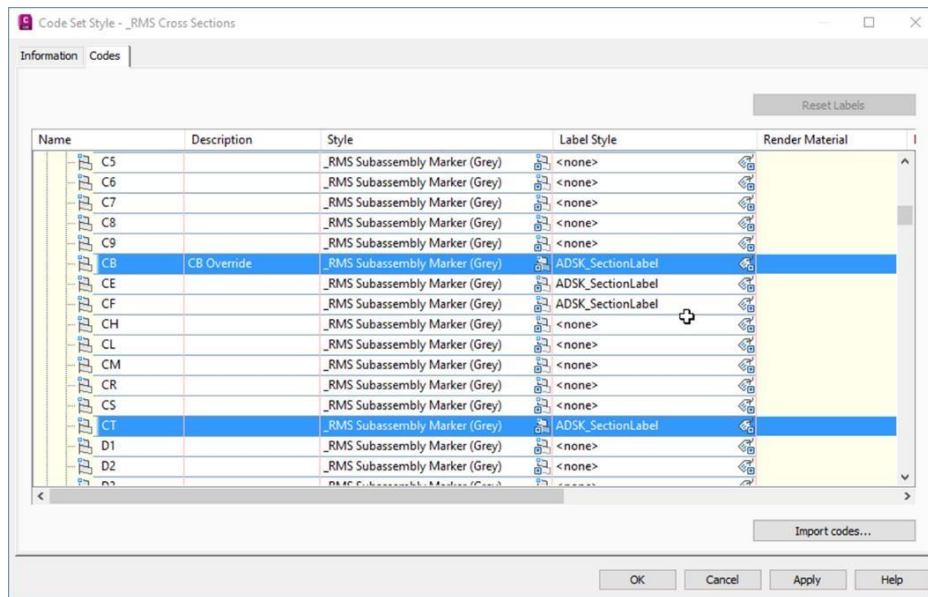 Code Set Style - _RMS Cross Sections
Information Codes
Reset Labels
Name Description Style Label Style Render Material
C5 _RMS Subassembly Marker (Grey) <none>
C6 _RMS Subassembly Marker (Grey) <none>
C7 _RMS Subassembly Marker (Grey) <none>
C8 _RMS Subassembly Marker (Grey) <none>
C9 _RMS Subassembly Marker (Grey) <none>
CB CB Override _RMS Subassembly Marker (Grey) ADSK_SectionLabel
CE _RMS Subassembly Marker (Grey) ADSK_SectionLabel
CF _RMS Subassembly Marker (Grey) ADSK_SectionLabel
CH _RMS Subassembly Marker (Grey) <none>
CL _RMS Subassembly Marker (Grey) <none>
CM _RMS Subassembly Marker (Grey) <none>
CR _RMS Subassembly Marker (Grey) <none>
CS _RMS Subassembly Marker (Grey) <none>
CT _RMS Subassembly Marker (Grey) ADSK_SectionLabel
D1 _RMS Subassembly Marker (Grey) <none>
D2 _RMS Subassembly Marker (Grey) <none>
Import codes...
OK Cancel Apply Help